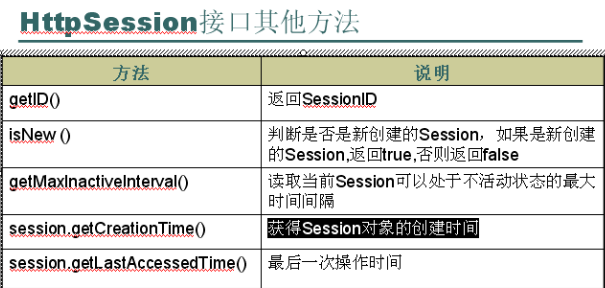 HttpSession接口其他方法
方法 说明
getID() 返回SessionID
isNew () 判断是否是新创建的Session，如果是新创建
的Session,返回true,否则返回false
getMaxInactiveInterval() 读取当前Session可以处于不活动状态的最大
时间间隔
session.getCreationTime() 获得Session对象的创建时间
session.getLastAccessedTime() 最后一次操作时间